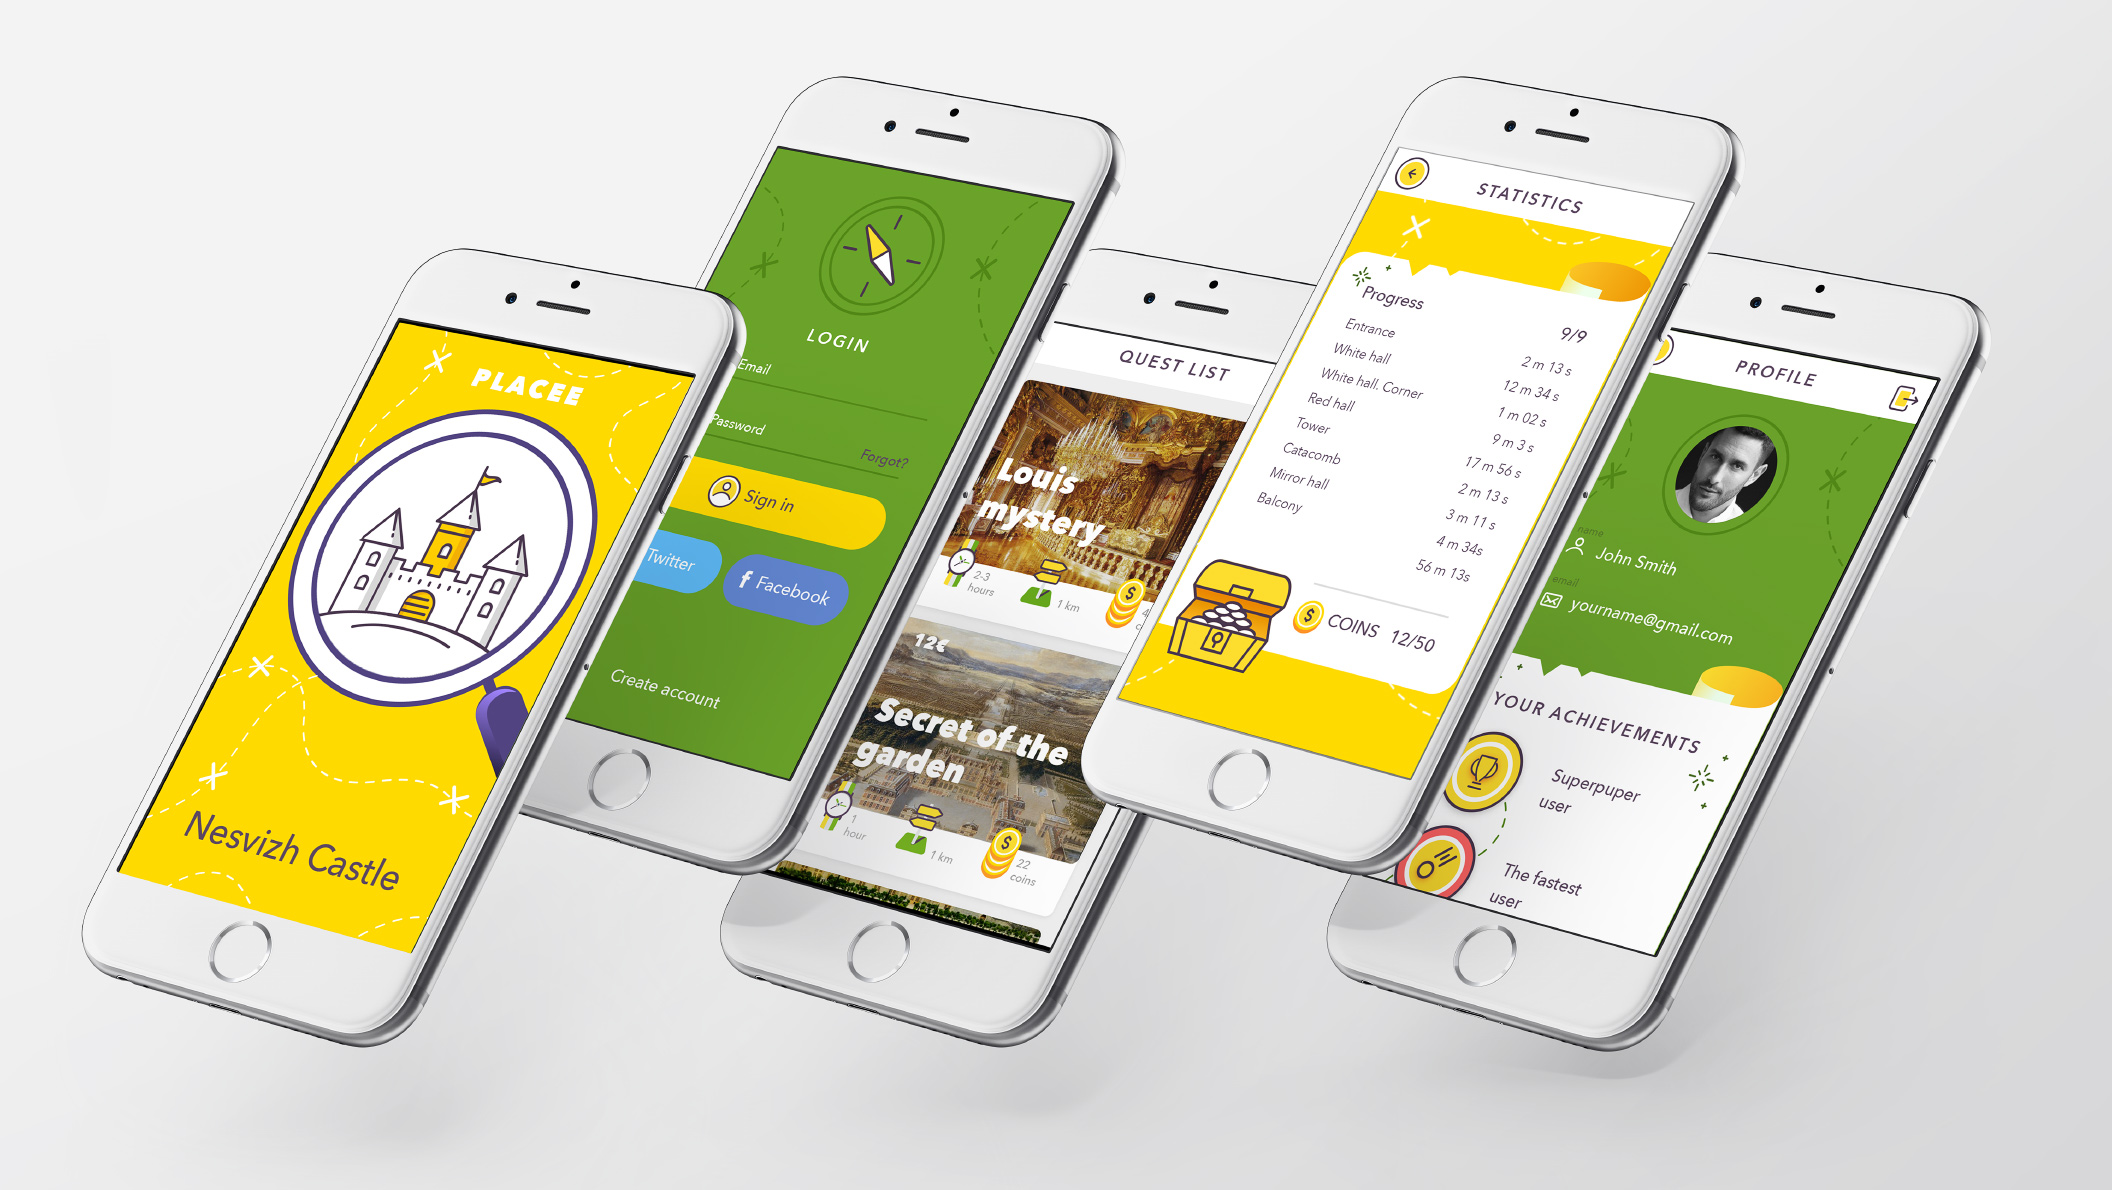 PLACEE
Nesvizh Castle
LOGIN
Email
Password
Forgot?
Sign in
Twitter
Facebook
Create account
QUEST LIST
Louis
mystery
2-3
hours
1 km
12€
Secret of the
garden
1
hour
1 km
22
coins
STATISTICS
Progress
9/9
Entrance
2 m 13 s
White hall
12 m 34 s
White hall. Corner
1 m 02 s
Red hall
9 m 3 s
Tower
17 m 56 s
Catacomb
2 m 13 s
Mirror hall
3 m 11 s
Balcony
4 m 34s
56 m 13s
COINS 12/50
PROFILE
name
John Smith
email
yourname@gmail.com
YOUR ACHIEVEMENTS
Superpuper
user
The fastest
user